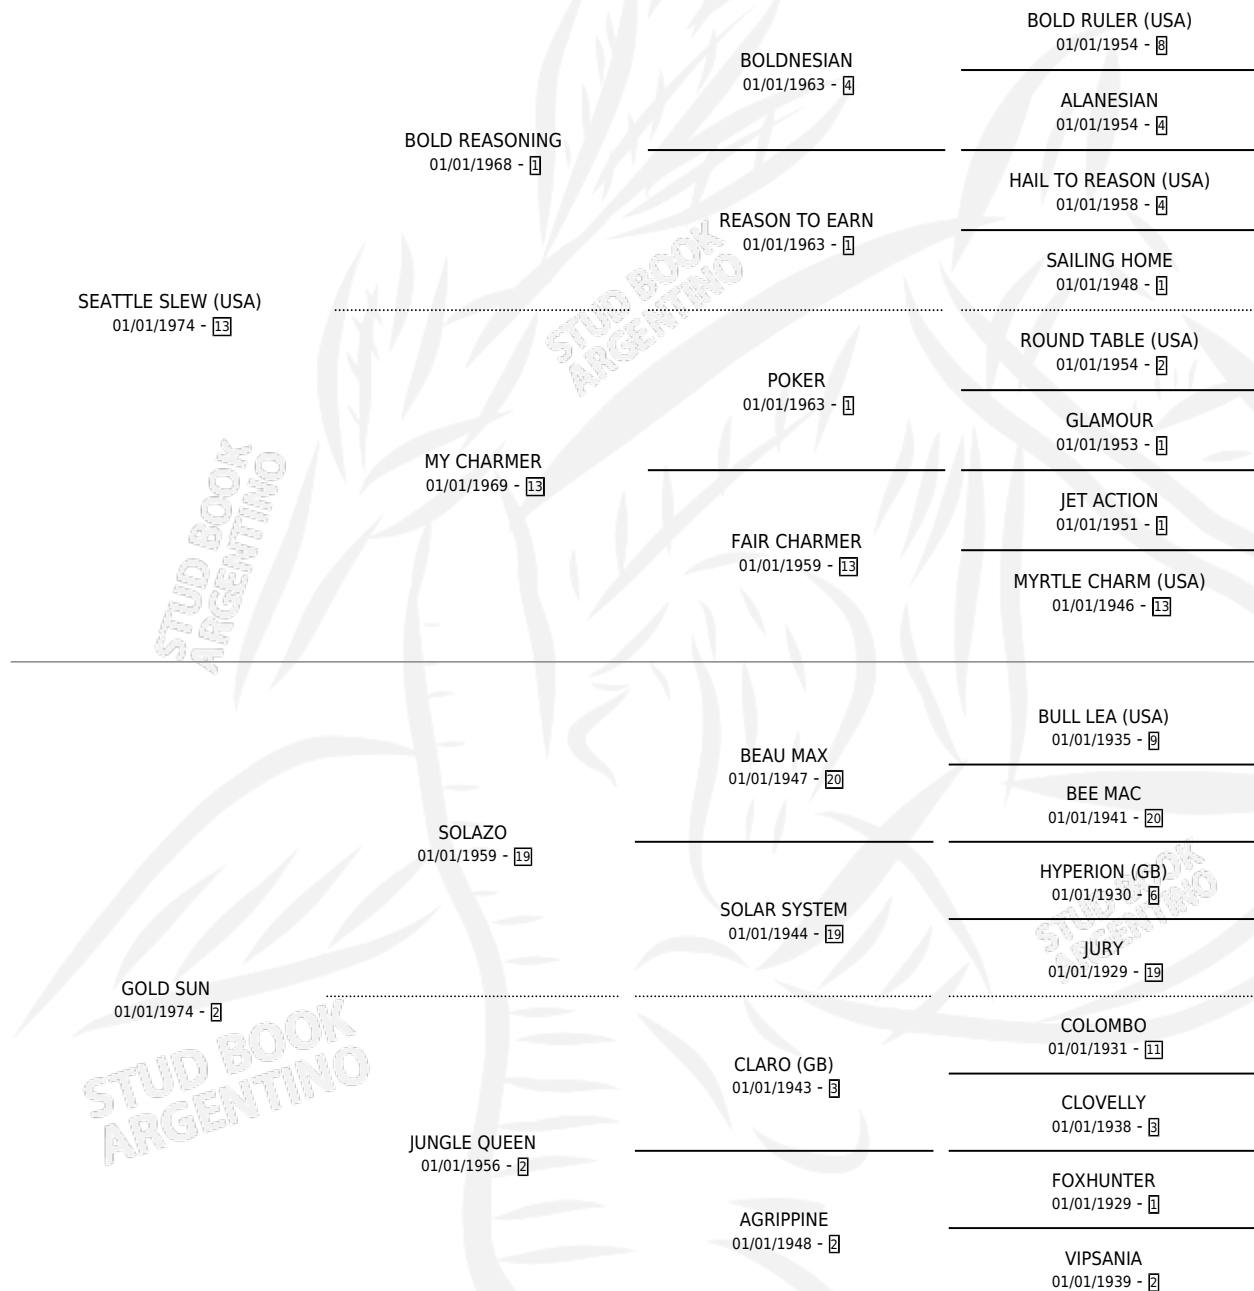 BOLD RULER (USA)
01/01/1954 - 8
BOLDNESIAN
01/01/1963 - 4
ALANESIAN
01/01/1954 - 4
BOLD REASONING
01/01/1968 - 1
HAIL TO REASON (USA)
01/01/1958 - 4
REASON TO EARN
01/01/1963 - 1
SAILING HOME
01/01/1948 - 1
SEATTLE SLEW (USA)
01/01/1974 - 13
STUD BOOK
ARGENTINO
ROUND TABLE (USA)
01/01/1954 - 2
POKER
01/01/1963 - 1
GLAMOUR
01/01/1953 - 1
MY CHARMER
01/01/1969 - 13
JET ACTION
01/01/1951 - 1
FAIR CHARMER
01/01/1959 - 13
MYRTLE CHARM (USA)
01/01/1946 - 13
STUD BOOK
ARGENTINO
BULL LEA (USA)
01/01/1935 - 9
BEAU MAX
01/01/1947 - 20
BEE MAC
01/01/1941 - 20
SOLAZO
01/01/1959 - 19
HYPERION (GB)
01/01/1930 - 6
SOLAR SYSTEM
01/01/1944 - 19
JURY
01/01/1929 - 19
STUD BOOK
ARGENTINO
GOLD SUN
01/01/1974 - 2
COLOMBO
01/01/1931 - 11
CLARO (GB)
01/01/1943 - 3
CLOVELLY
01/01/1938 - 3
STUD BOOK
ARGENTINO
JUNGLE QUEEN
01/01/1956 - 2
FOXHUNTER
01/01/1929 - 1
AGRIPPINE
01/01/1948 - 2
VIPSANIA
01/01/1939 - 2